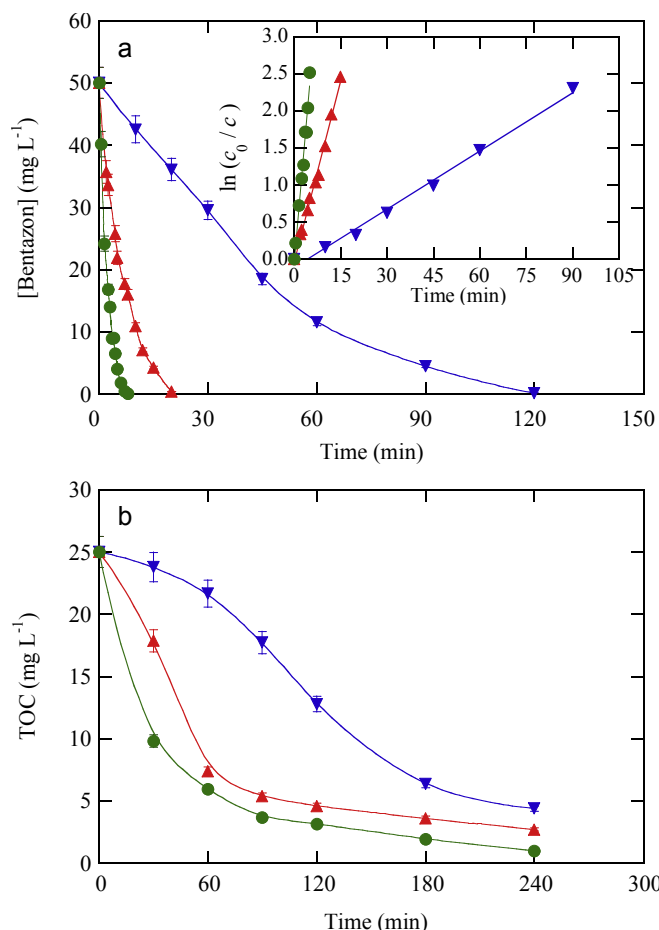 a
[Bentazon] (mg L-1)
60
50
40
30
20
10
0
0 30 60 90 120 150
Time (min)
ln (c0 / c)
3.0
2.5
2.0
1.5
1.0
0.5
0.0
0 15 30 45 60 75 90 105
Time (min)
b
TOC (mg L-1)
30
25
20
15
10
5
0
0 60 120 180 240 300
Time (min)